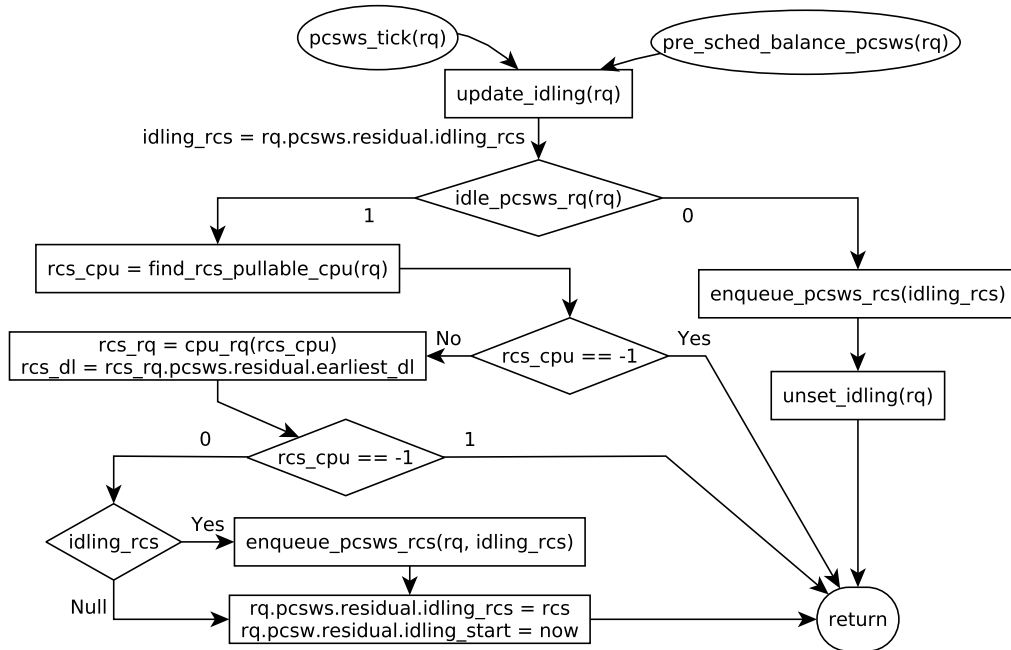 pcsws_tick(rq)
pre_sched_balance_pcsws(rq)
update_idling(rq)
idling_rcs = rq.pcsws.residual.idling_rcs
idle_pcsws_rq(rq)
1
0
rcs_cpu = find_rcs_pullable_cpu(rq)
enqueue_pcsws_rcs(idling_rcs)
rcs_cpu == -1
No
Yes
rcs_rq = cpu_rq(rcs_cpu)
rcs_dl = rcs_rq.pcsws.residual.earliest_dl
unset_idling(rq)
rcs_cpu == -1
0
1
idling_rcs
Yes
enqueue_pcsws_rcs(rq, idling_rcs)
Null
rq.pcsws.residual.idling_rcs = rcs
rq.pcsw.residual.idling_start = now
return